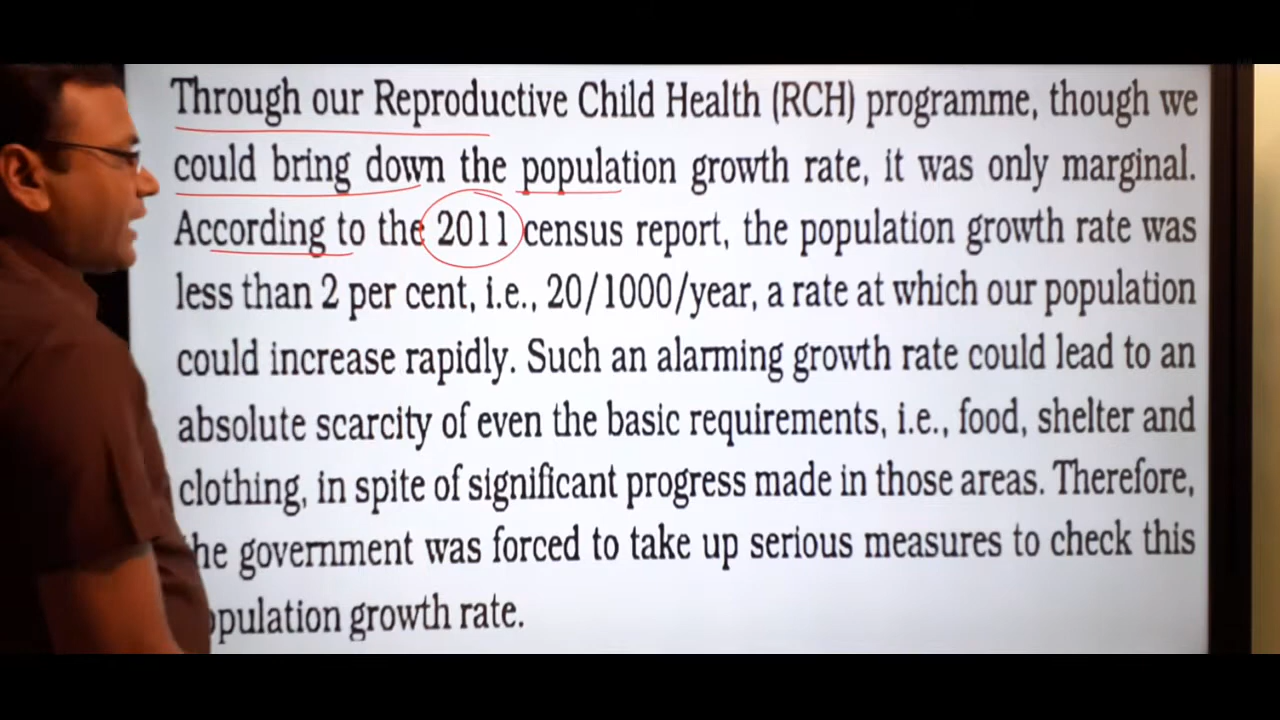 Through our Reproductive Child Health (RCH) programme, though we
could bring down the population growth rate, it was only marginal.
According to the 2011 census report, the population growth rate was
less than 2 per cent, i.e., 20/1000/year, a rate at which our population
could increase rapidly. Such an alarming growth rate could lead to an
absolute scarcity of even the basic requirements, i.e., food, shelter and
clothing, in spite of significant progress made in those areas. Therefore,
he government was forced to take up serious measures to check this
opulation growth rate.